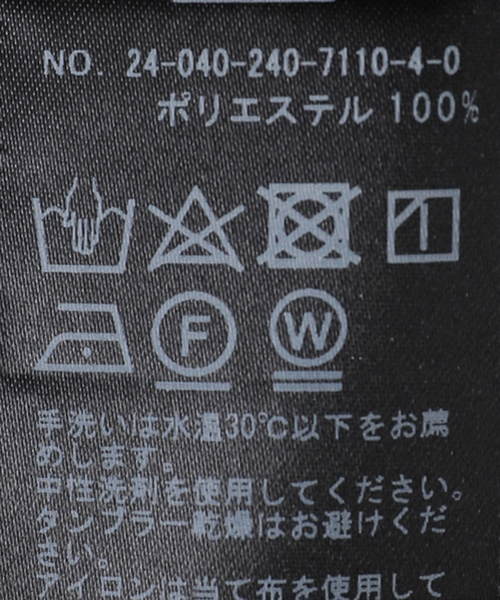 NO. 24-040-240-7110-4-0
ポリエステル 100%
F W
手洗いは水温30℃以下をお薦
めします。
中性洗剤を使用してください。
タンブラー乾燥はお避けくだ
さい。
アイロンは当て布を使用して